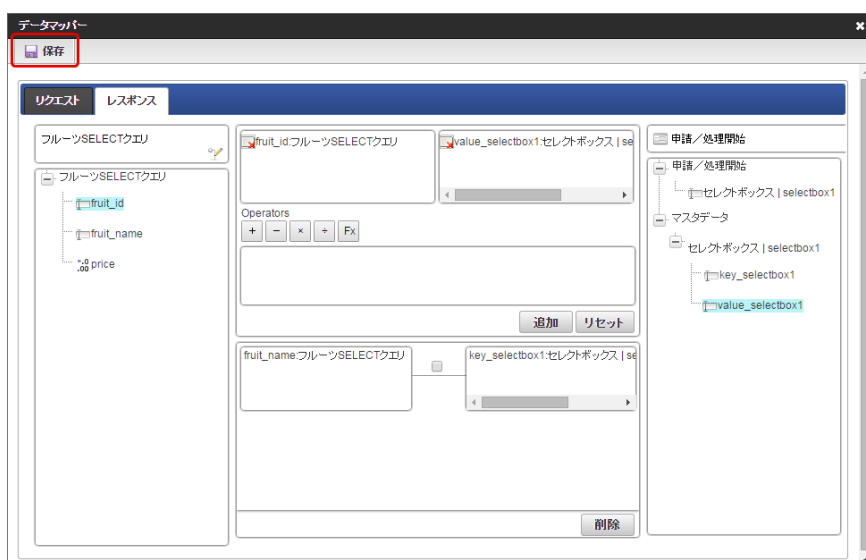 データマッパー
保存
リクエスト
レスポンス
フルーツSELECTクエリ
フルーツSELECTクエリ
fruit_id
fruit_name
price
fruit_id:フルーツSELECTクエリ
value_selectbox1:セレクトボックス | se
Operators
+ − × ÷ Fx
追加 リセット
fruit_name:フルーツSELECTクエリ
key_selectbox1:セレクトボックス | se
削除
申請／処理開始
申請／処理開始
セレクトボックス | selectbox1
マスタデータ
セレクトボックス | selectbox1
key_selectbox1
value_selectbox1